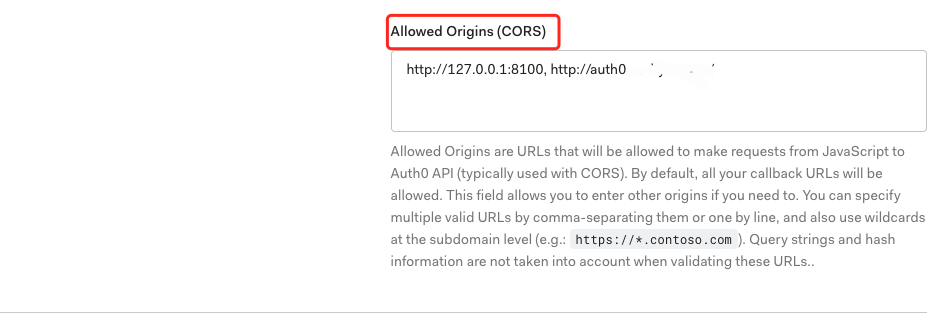 Allowed Origins (CORS)
http://127.0.0.1:8100, http://auth0
Allowed Origins are URLs that will be allowed to make requests from JavaScript to
Auth0 API (typically used with CORS). By default, all your callback URLs will be
allowed. This field allows you to enter other origins if you need to. You can specify
multiple valid URLs by comma-separating them or one by line, and also use wildcards
at the subdomain level (e.g.: https://*.contoso.com ). Query strings and hash
information are not taken into account when validating these URLs..